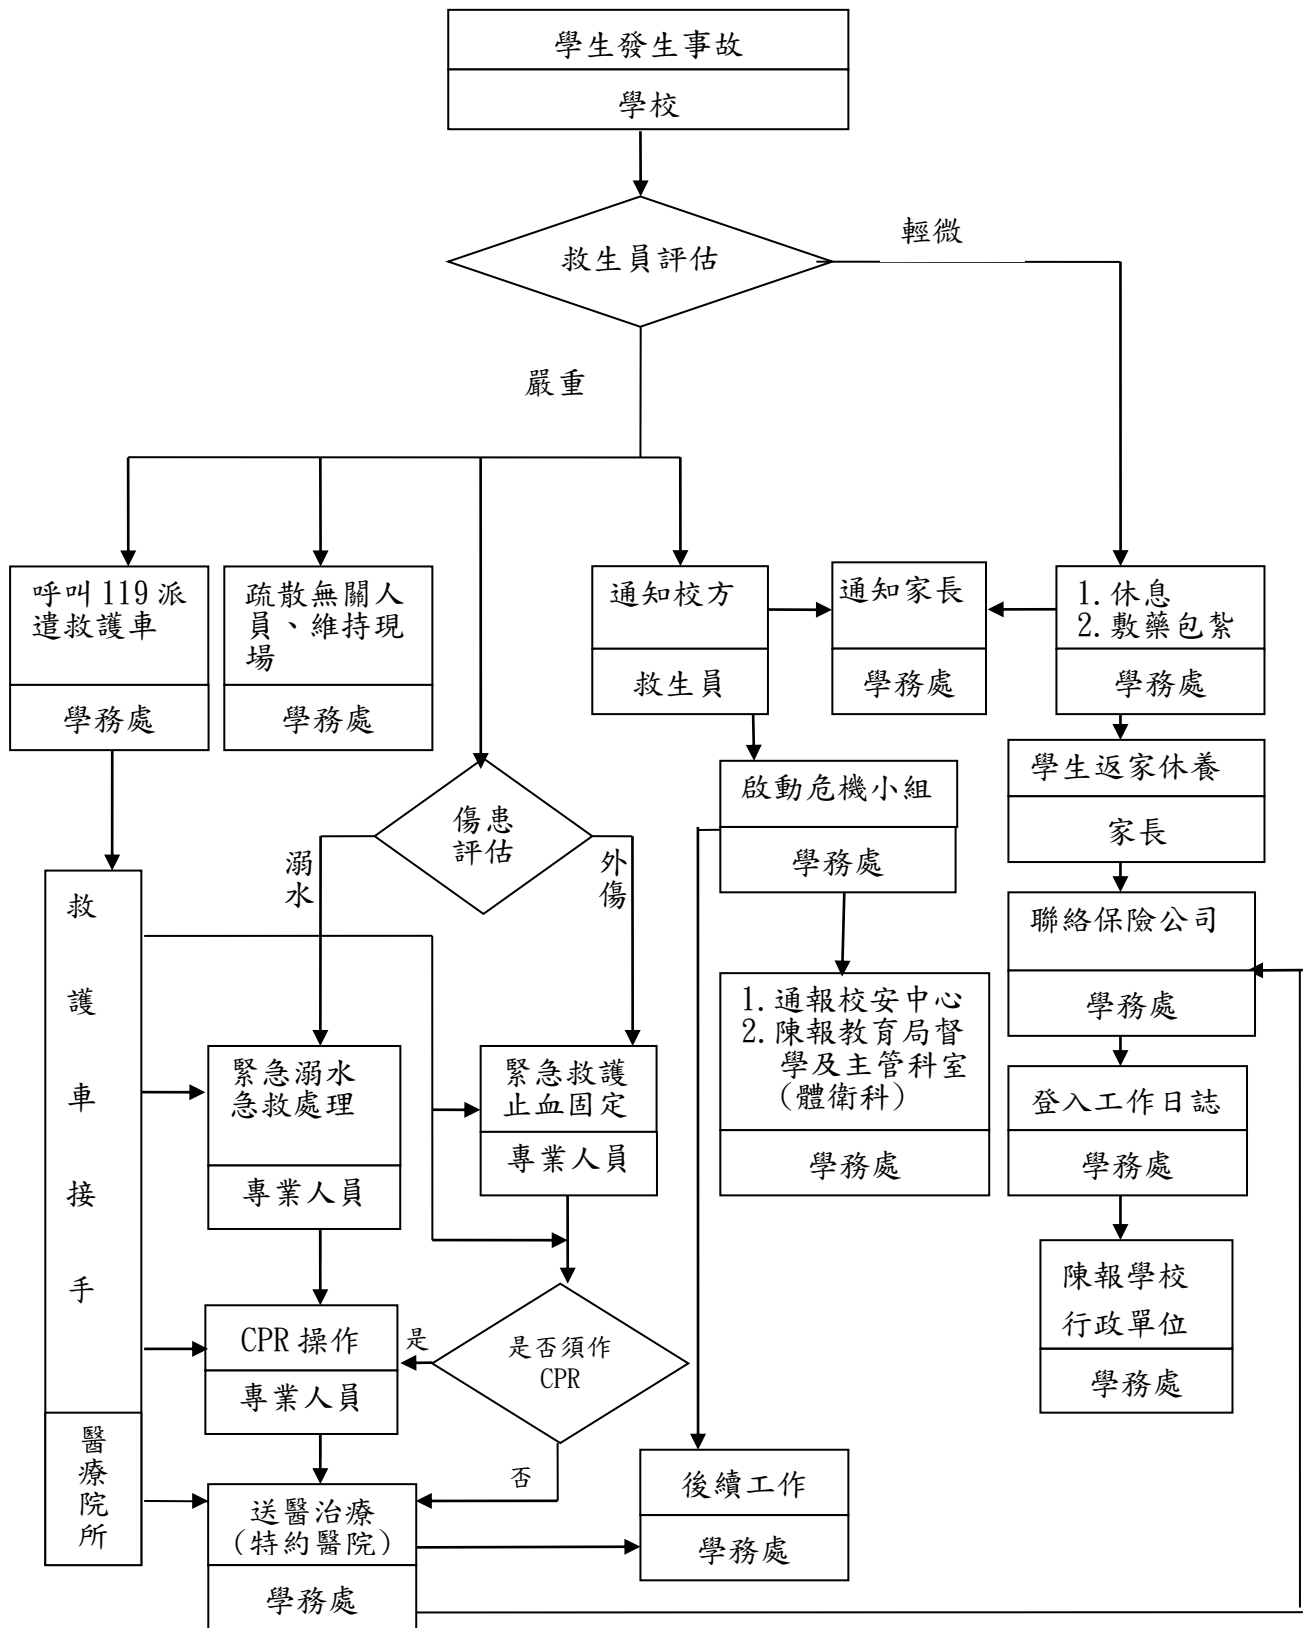 學生發生事故
學校
救生員評估
輕微
嚴重
呼叫 119 派
遣救護車
學務處
疏散無關人
員、維持現
場
學務處
通知校方
救生員
通知家長
學務處
1. 休息
2. 敷藥包紮
學務處
學生返家休養
家長
啟動危機小組
學務處
傷患
評估
溺水
外傷
救護車接手
聯絡保險公司
學務處
1. 通報校安中心
2. 陳報教育局督
學及主管科室
(體衛科)
學務處
緊急溺水
急救處理
專業人員
緊急救護
止血固定
專業人員
登入工作日誌
學務處
陳報學校
行政單位
學務處
CPR 操作
專業人員
是
是否須作
CPR
否
醫療院所
送醫治療
(特約醫院)
學務處
後續工作
學務處